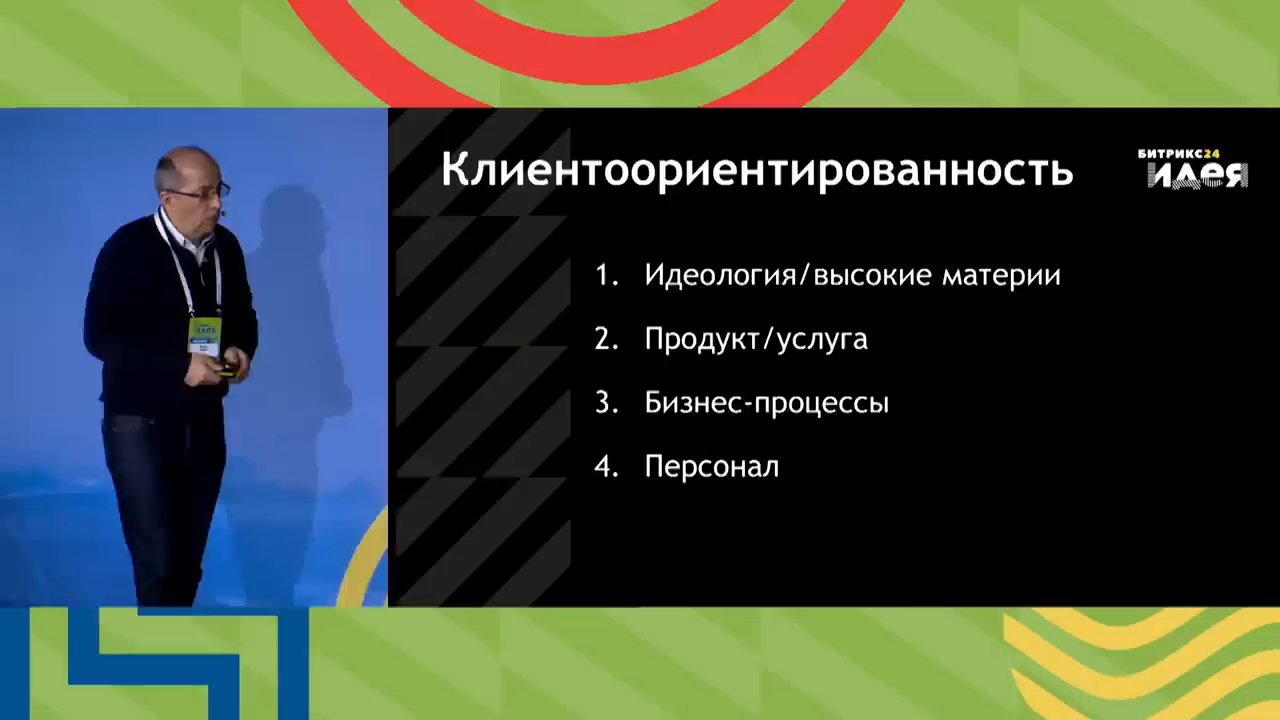 Клиентоориентированность
БИТРИКС24
идея
1. Идеология/высокие материи
2. Продукт/услуга
3. Бизнес-процессы
4. Персонал